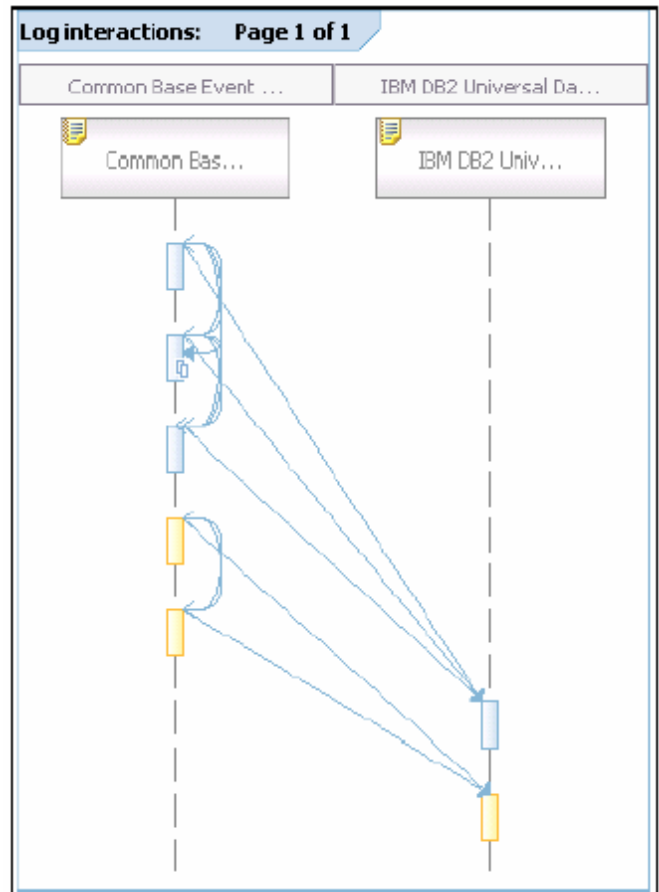 Log interactions: Page 1 of 1
Common Base Event ... IBM DB2 Universal Da...
Common Bas... IBM DB2 Univ...